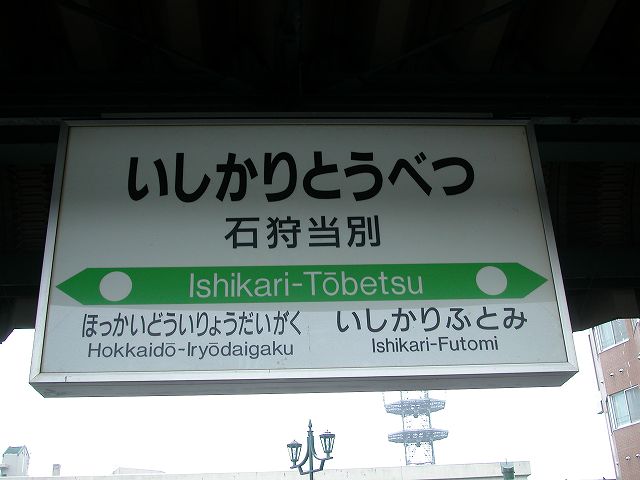 いしかりとうべつ
石狩当別
Ishikari-Tōbetsu
ほっかいどういりょうだいがく いしかりふとみ
Hokkaidō-Iryōdaigaku Ishikari-Futomi